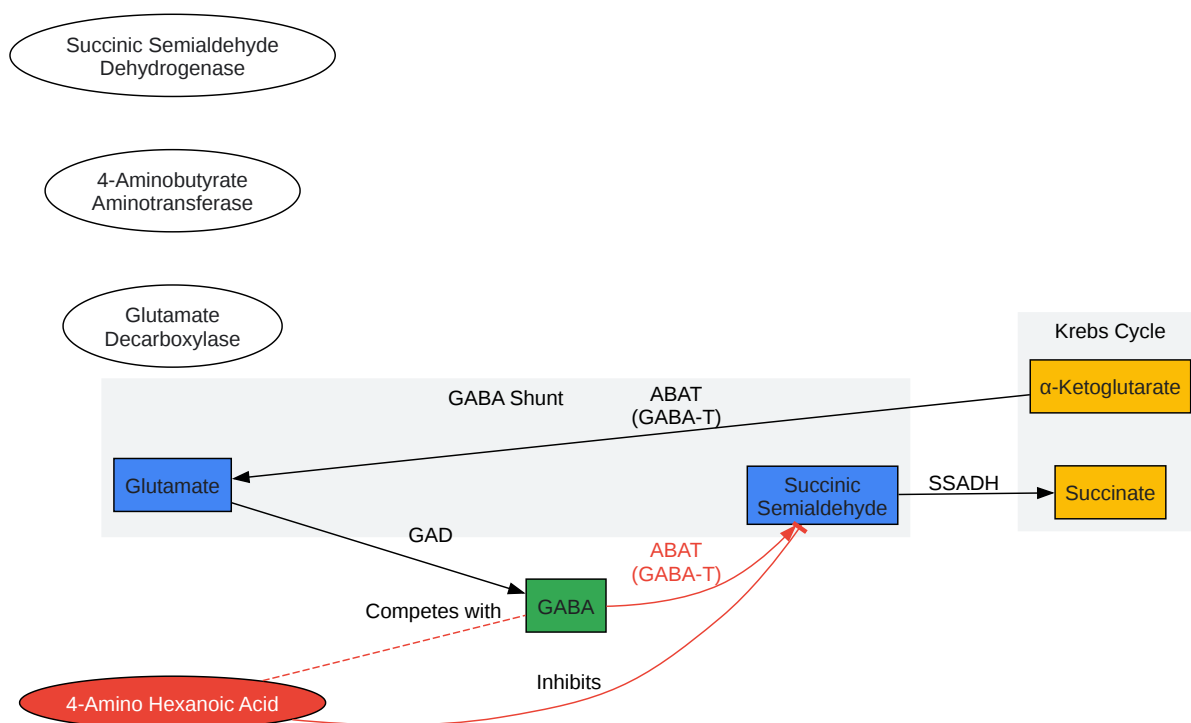 Succinic Semialdehyde
Dehydrogenase
4-Aminobutyrate
Aminotransferase
Glutamate
Decarboxylase
Krebs Cycle
GABA Shunt
ABAT
(GABA-T)
α-Ketoglutarate
Glutamate
Succinic
Semialdehyde
SSADH
Succinate
GAD
ABAT
(GABA-T)
GABA
Competes with
Inhibits
4-Amino Hexanoic Acid